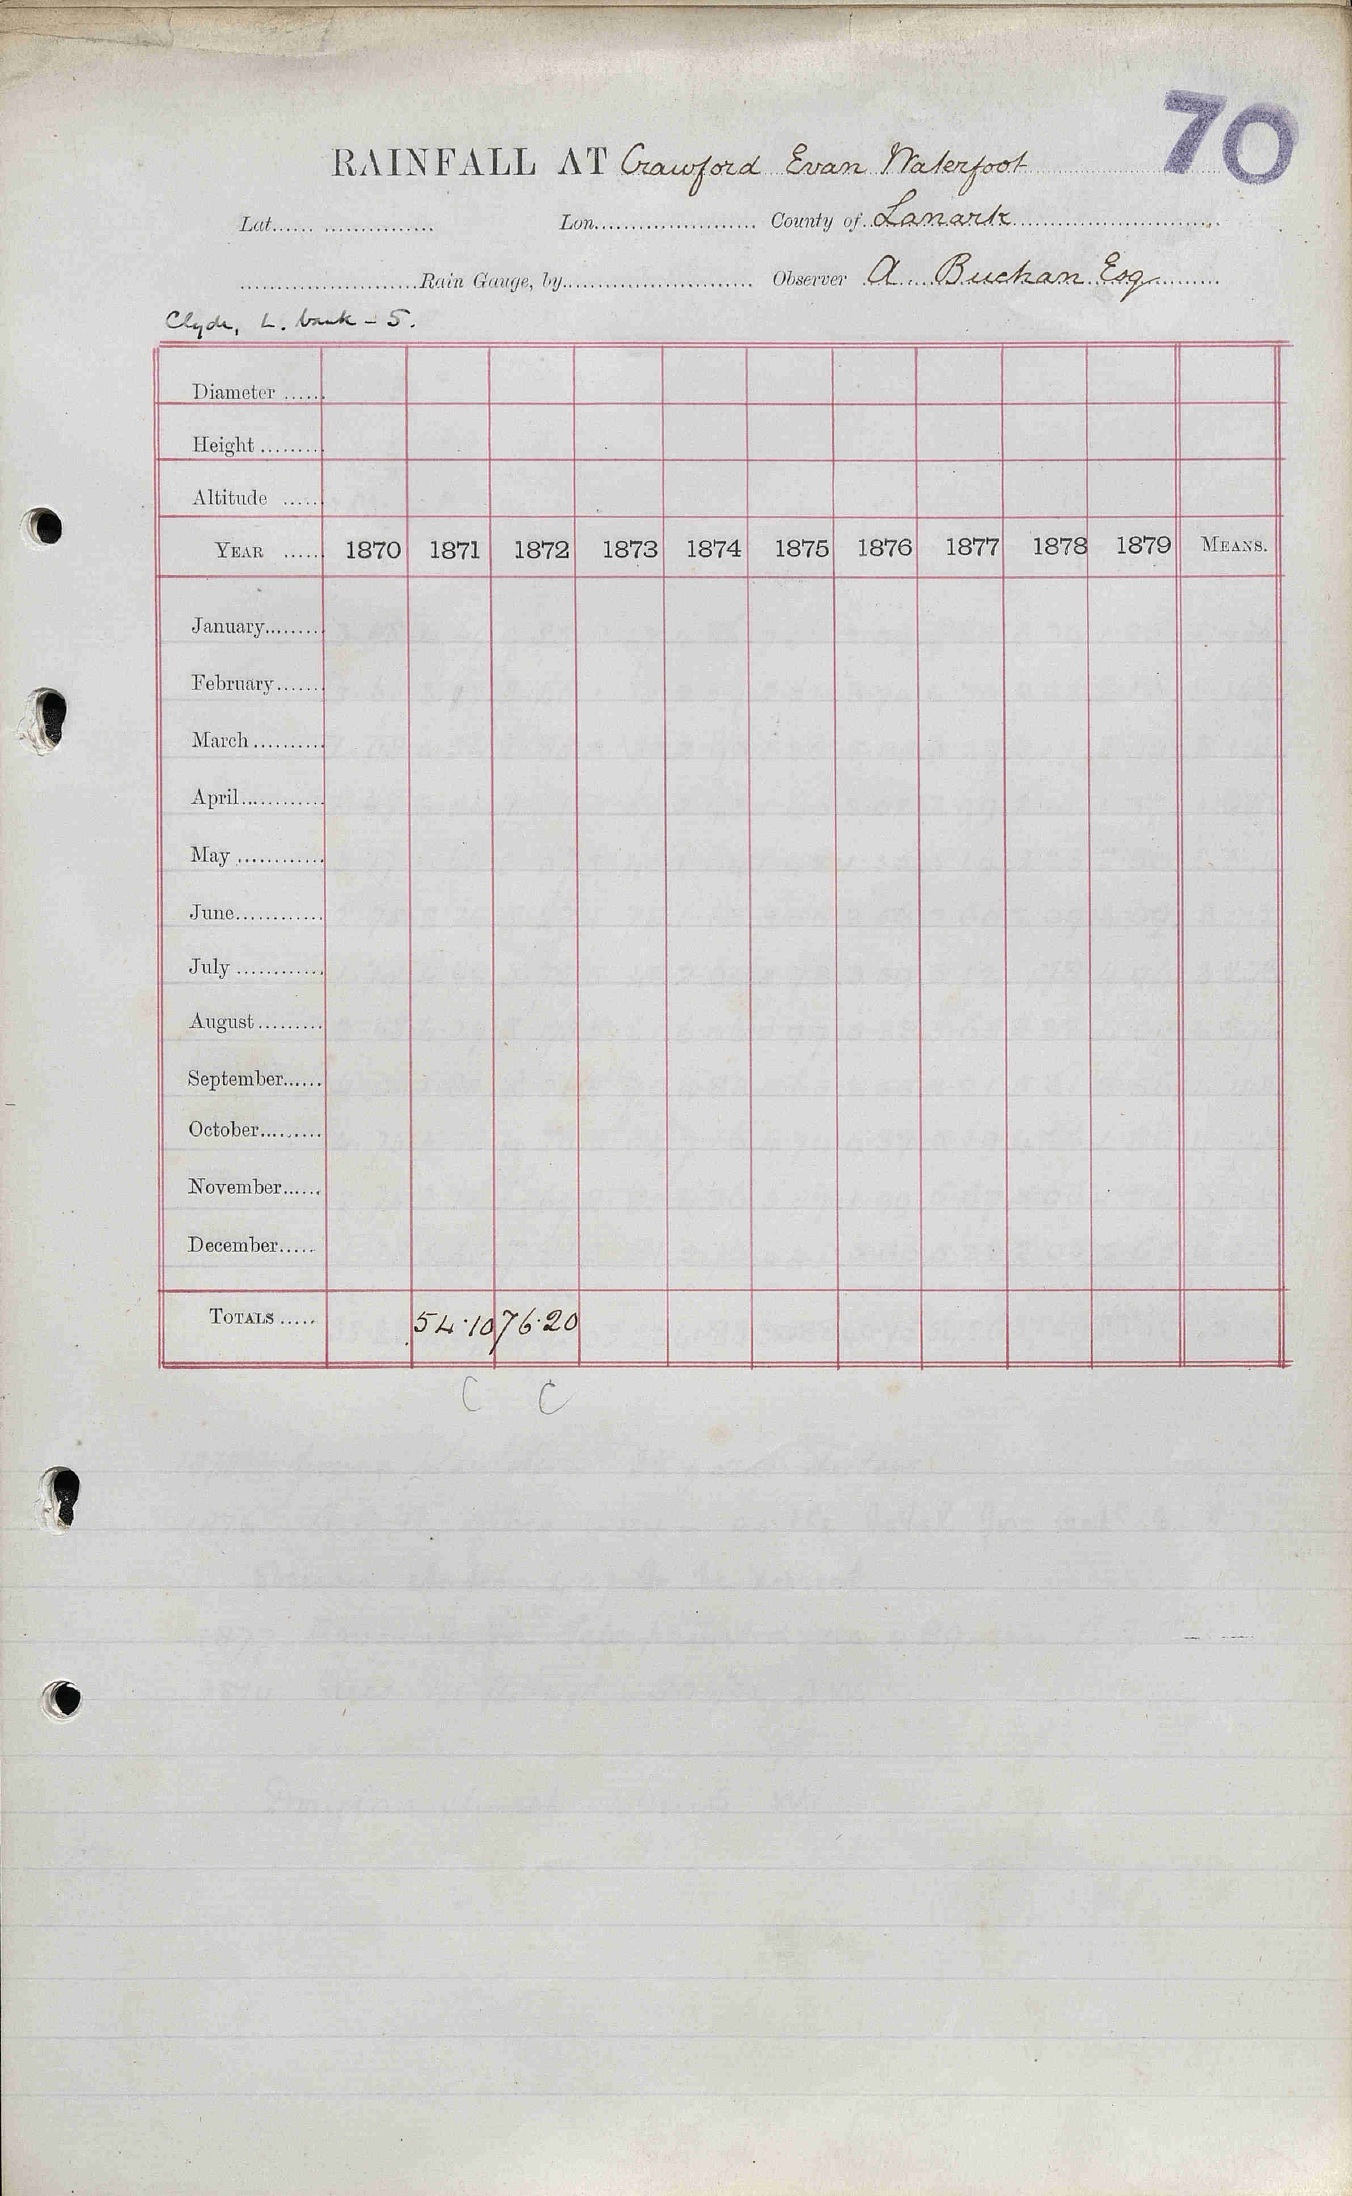 70
RAINFALL AT Crawford Evan Waterfoot
Lat...... ............... Lon...................... County of Lanark
........................Rain Gauge, by.......................... Observer A. Buchan Esq
Clyde, L. bank - 5.
Diameter ......
Height .........
Altitude ......
YEAR ...... 1870 1871 1872 1873 1874 1875 1876 1877 1878 1879 MEANS.
January........
February.......
March ..........
April............
May ............
June............
July ............
August.........
September......
October.........
November......
December.....
TOTALS ..... 54.10 76.20
C C